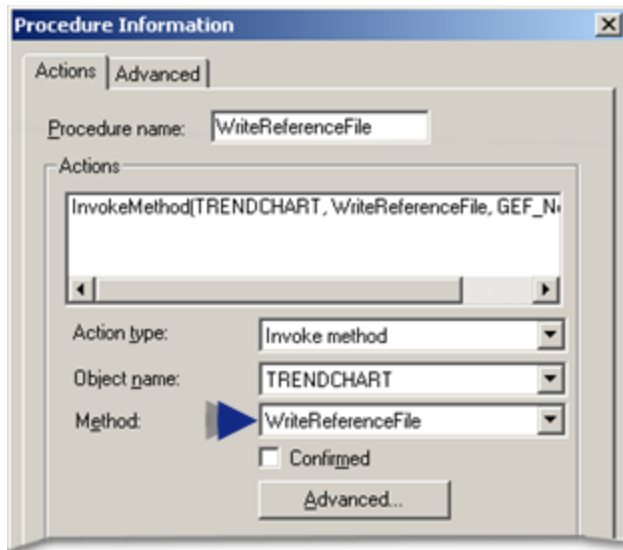 Procedure Information
Actions Advanced
Procedure name: WriteReferenceFile
Actions
InvokeMethod(TRENDCHART, WriteReferenceFile, GEF_N
Action type: Invoke method
Object name: TRENDCHART
Method: WriteReferenceFile
Confirmed
Advanced...